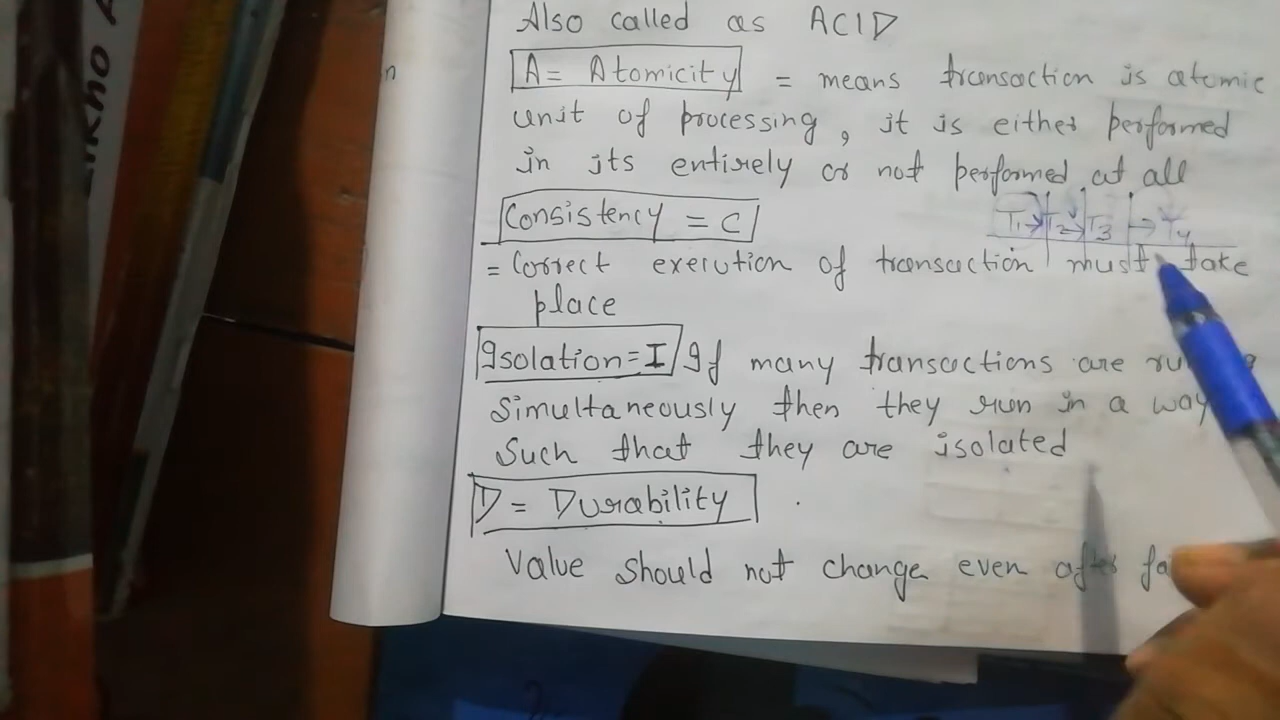 Also called as ACID
A = Atomicity = means transaction is atomic
unit of processing, it is either performed
in its entirely or not performed at all
T1 → T2 → T3 → T4
Consistency = C
= Correct execution of transaction must take
place
Isolation = I If many transactions are
simultaneously then they run in a way
Such that they are isolated
D = Durability
Value should not change even after